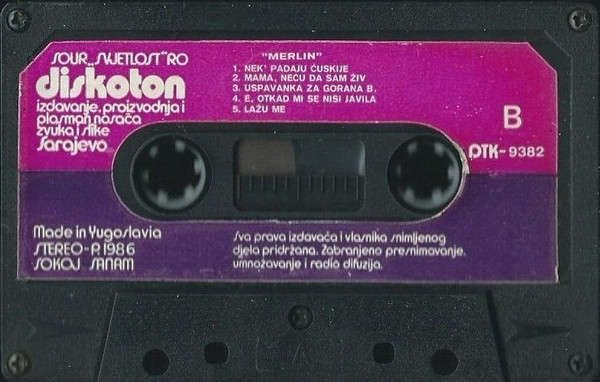 SOUR „SVJETLOST” RO
diskoton
izdavanje, proizvodnja i
plasman nosača
zvuka i slike
Sarajevo
"MERLIN"
1. NEK' PADAJU ĆUSKIJE
2. MAMA, NEĆU DA SAM ŽIV
3. USPAVANKA ZA GORANA B.
4. E, OTKAD MI SE NISI JAVILA
5. LAŽU ME
B
DTK-9382
Made in Yugoslavia
STEREO-P. 1986
SOKOJ SANAM
Sva prava izdavača i vlasnika snimljenog
djela pridržana. Zabranjeno presnimavanje,
umnožavanje i radio difuzija.
A